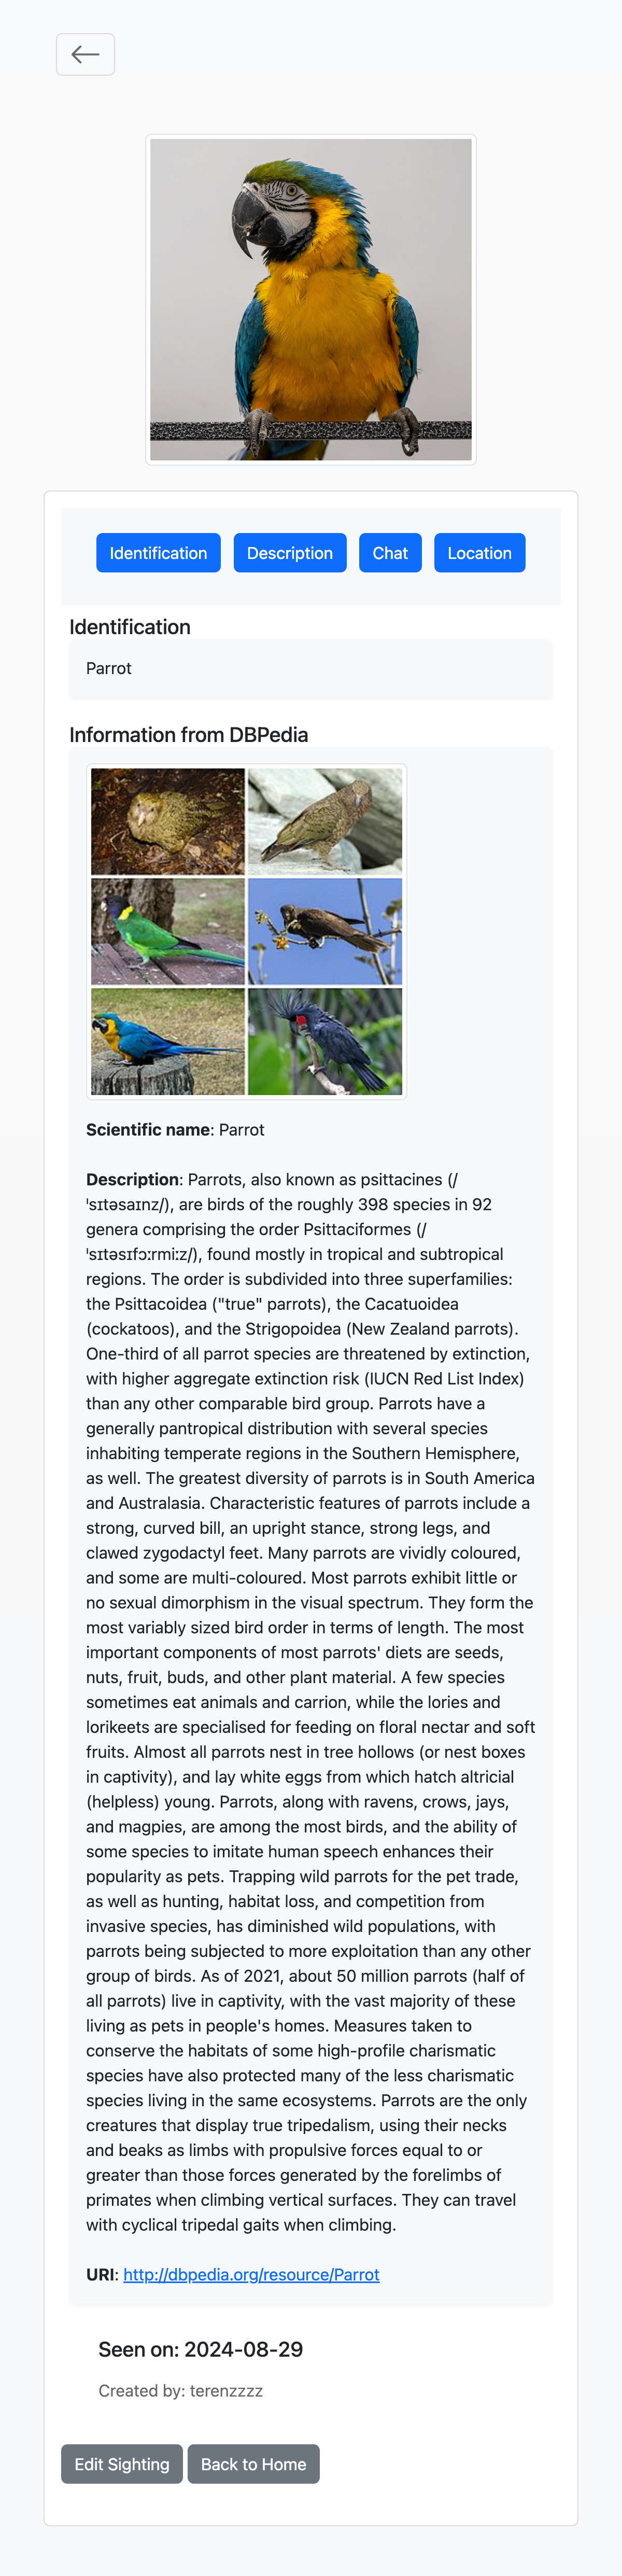 Identification
Description
Chat
Location
Identification
Parrot
Information from DBPedia
Scientific name: Parrot
Description: Parrots, also known as psittacines (/
ˈsɪtəsaɪnz/), are birds of the roughly 398 species in 92
genera comprising the order Psittaciformes (/
ˈsɪtəsɪfɔːrmiːz/), found mostly in tropical and subtropical
regions. The order is subdivided into three superfamilies:
the Psittacoidea ("true" parrots), the Cacatuoidea
(cockatoos), and the Strigopoidea (New Zealand parrots).
One-third of all parrot species are threatened by extinction,
with higher aggregate extinction risk (IUCN Red List Index)
than any other comparable bird group. Parrots have a
generally pantropical distribution with several species
inhabiting temperate regions in the Southern Hemisphere,
as well. The greatest diversity of parrots is in South America
and Australasia. Characteristic features of parrots include a
strong, curved bill, an upright stance, strong legs, and
clawed zygodactyl feet. Many parrots are vividly coloured,
and some are multi-coloured. Most parrots exhibit little or
no sexual dimorphism in the visual spectrum. They form the
most variably sized bird order in terms of length. The most
important components of most parrots' diets are seeds,
nuts, fruit, buds, and other plant material. A few species
sometimes eat animals and carrion, while the lories and
lorikeets are specialised for feeding on floral nectar and soft
fruits. Almost all parrots nest in tree hollows (or nest boxes
in captivity), and lay white eggs from which hatch altricial
(helpless) young. Parrots, along with ravens, crows, jays,
and magpies, are among the most birds, and the ability of
some species to imitate human speech enhances their
popularity as pets. Trapping wild parrots for the pet trade,
as well as hunting, habitat loss, and competition from
invasive species, has diminished wild populations, with
parrots being subjected to more exploitation than any other
group of birds. As of 2021, about 50 million parrots (half of
all parrots) live in captivity, with the vast majority of these
living as pets in people's homes. Measures taken to
conserve the habitats of some high-profile charismatic
species have also protected many of the less charismatic
species living in the same ecosystems. Parrots are the only
creatures that display true tripedalism, using their necks
and beaks as limbs with propulsive forces equal to or
greater than those forces generated by the forelimbs of
primates when climbing vertical surfaces. They can travel
with cyclical tripedal gaits when climbing.
URI: http://dbpedia.org/resource/Parrot
Seen on: 2024-08-29
Created by: terenzzzz
Edit Sighting
Back to Home